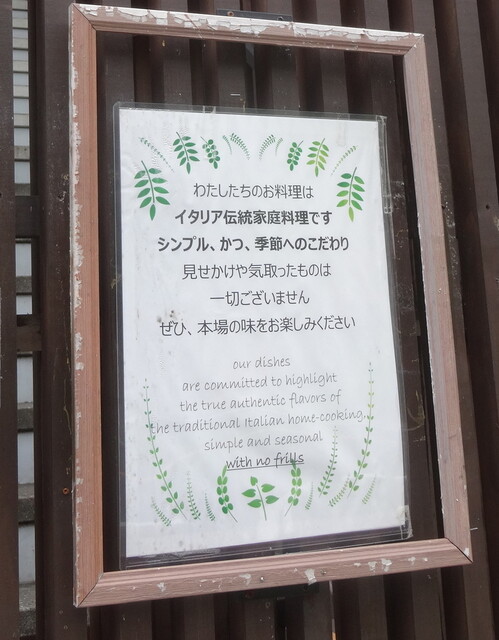 わたしたちのお料理は
イタリア伝統家庭料理です
シンプル、かつ、季節へのこだわり
見せかけや気取ったものは
一切ございません
ぜひ、本場の味をお楽しみください
our dishes
are committed to highlight
the true authentic flavors of
the traditional Italian home-cooking,
simple and seasonal
with no frills